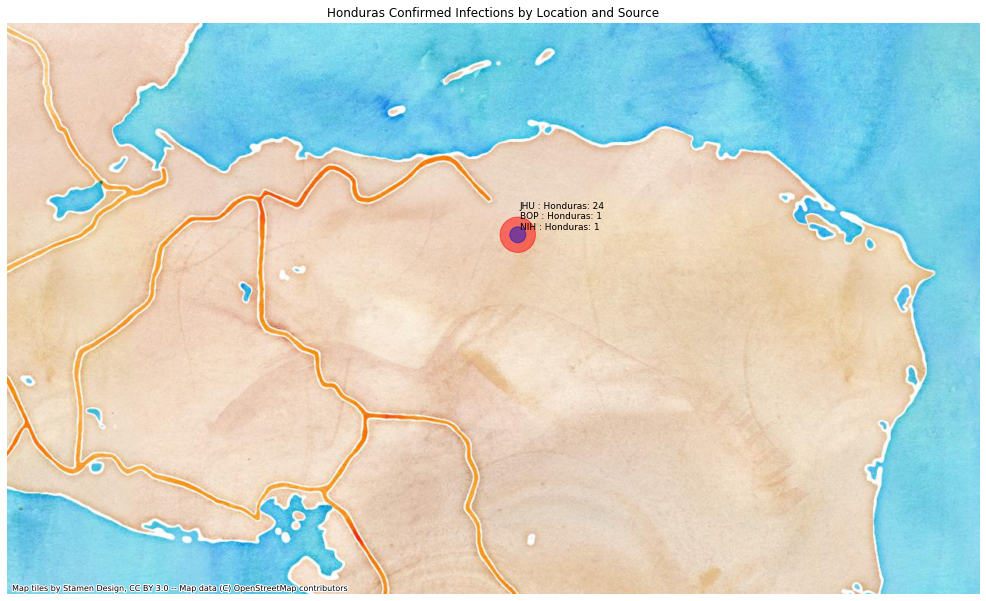 Honduras Confirmed Infections by Location and Source
JHU : Honduras: 24
BOP : Honduras: 1
NIH : Honduras: 1
Map tiles by Stamen Design, CC BY 3.0 -- Map data (C) OpenStreetMap contributors